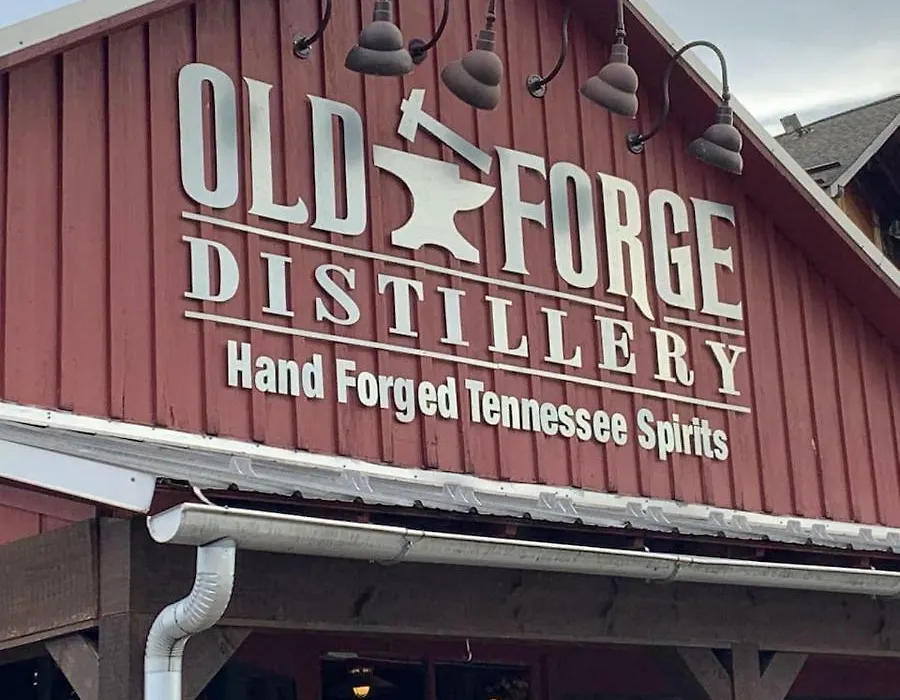 OLD FORGE
DISTILLERY
Hand Forged Tennessee Spirits